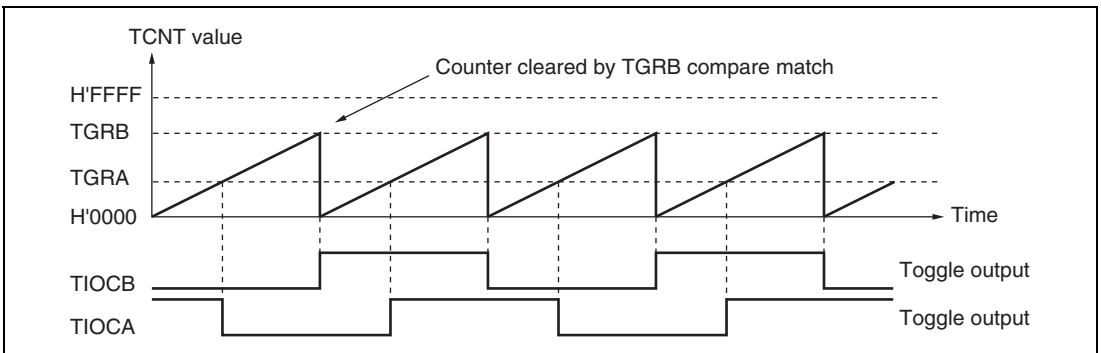 TCNT value
Counter cleared by TGRB compare match
H'FFFF
TGRB
TGRA
H'0000
Time
TIOCB
Toggle output
TIOCA
Toggle output